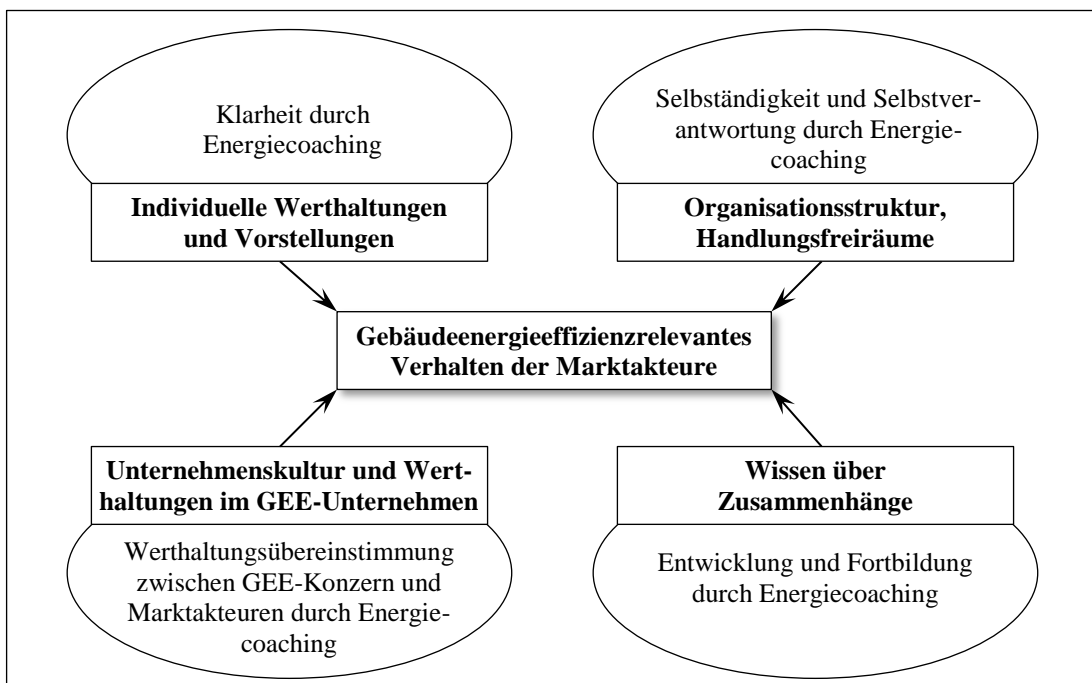 Klarheit durch
Energiecoaching
Individuelle Werthaltungen
und Vorstellungen
Selbständigkeit und Selbstver-
antwortung durch Energie-
coaching
Organisationsstruktur,
Handlungsfreiräume
Gebäudeenergieeffizienzrelevantes
Verhalten der Marktakteure
Unternehmenskultur und Wert-
haltungen im GEE-Unternehmen
Werthaltungsübereinstimmung
zwischen GEE-Konzern und
Marktakteuren durch Energie-
coaching
Wissen über
Zusammenhänge
Entwicklung und Fortbildung
durch Energiecoaching